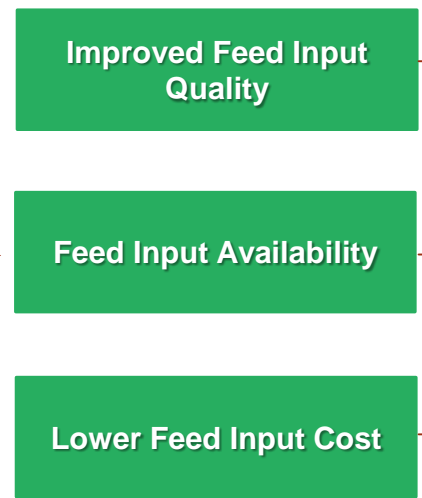 Improved Feed Input
Quality
Feed Input Availability
Lower Feed Input Cost